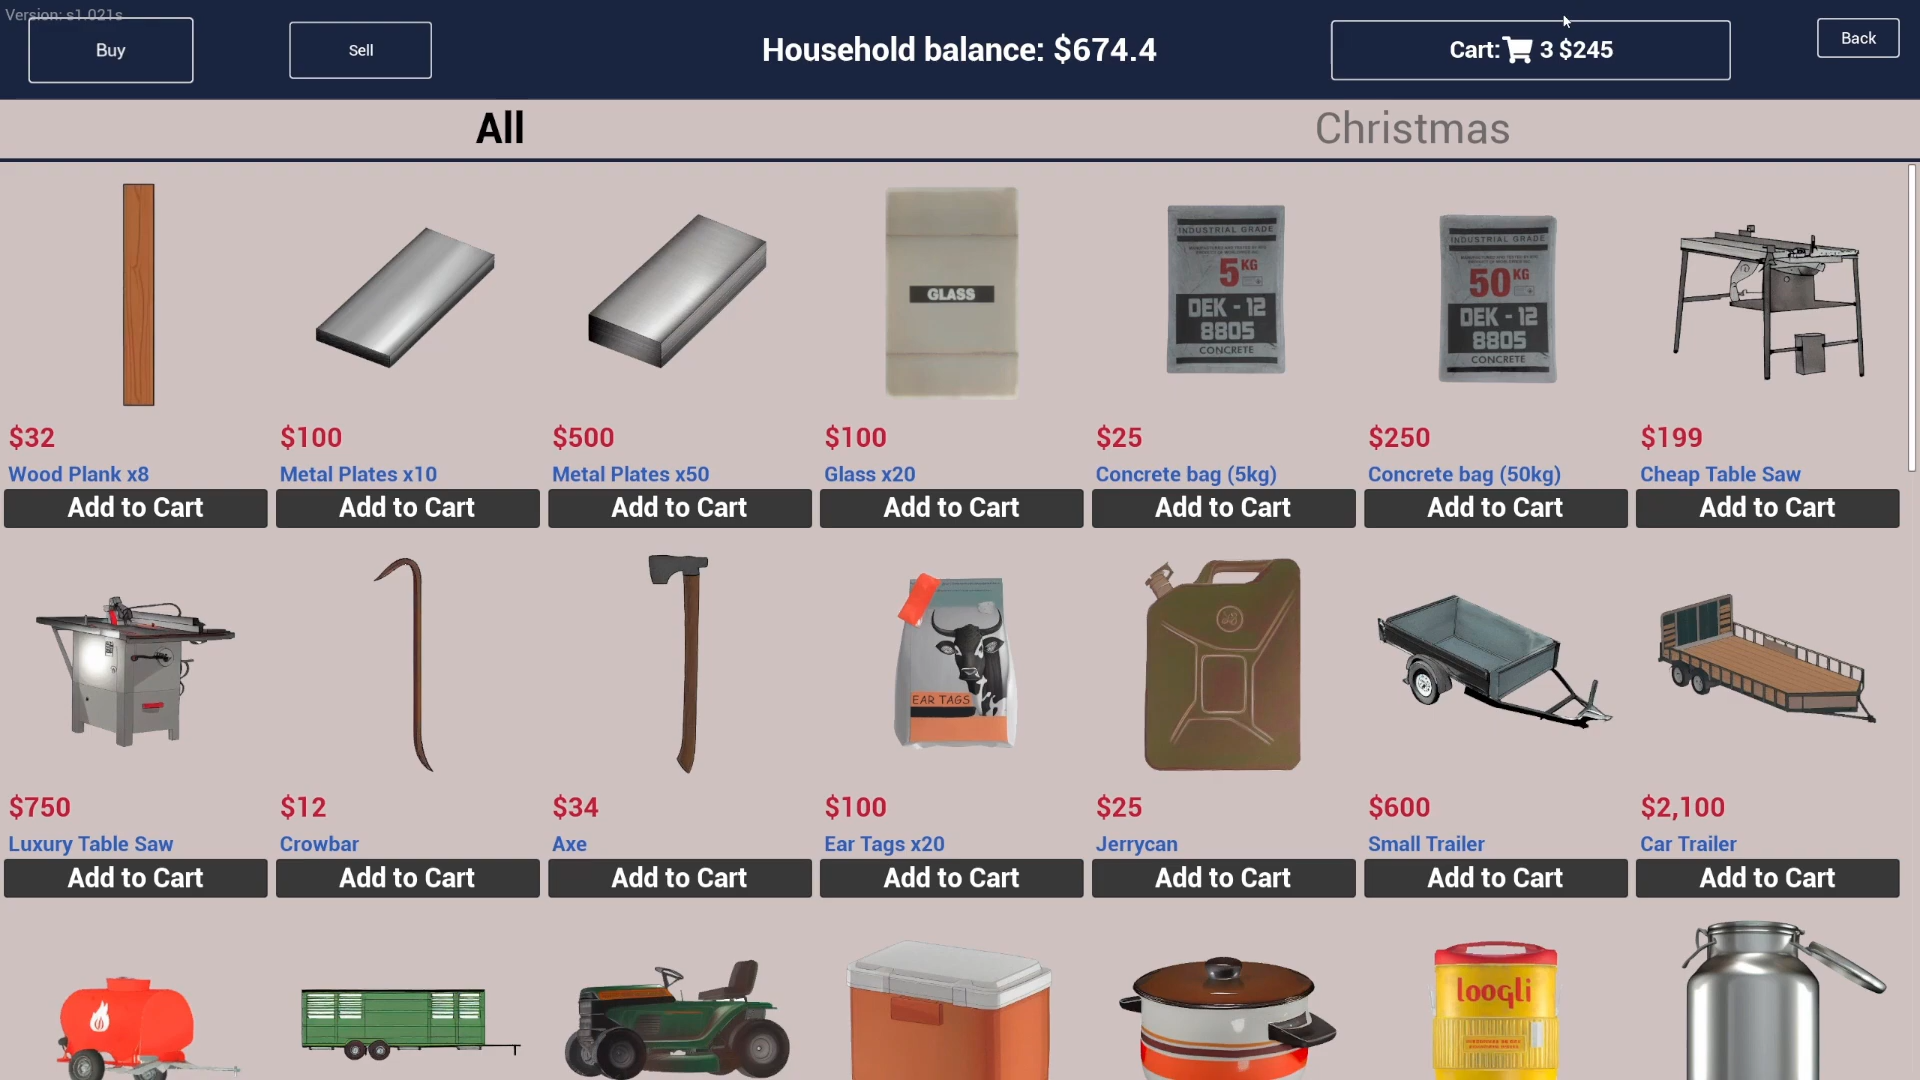 Version: s1.021s
Buy
Sell
Household balance: $674.4
Cart: 3 $245
Back
All
Christmas
GLASS
INDUSTRIAL GRADE
5KG
DEK - 12
8805
CONCRETE
INDUSTRIAL GRADE
50KG
DEK - 12
8805
CONCRETE
$32
$100
$500
$100
$25
$250
$199
Wood Plank x8
Metal Plates x10
Metal Plates x50
Glass x20
Concrete bag (5kg)
Concrete bag (50kg)
Cheap Table Saw
Add to Cart
Add to Cart
Add to Cart
Add to Cart
Add to Cart
Add to Cart
Add to Cart
EAR TAGS
$750
$12
$34
$100
$25
$600
$2,100
Luxury Table Saw
Crowbar
Axe
Ear Tags x20
Jerrycan
Small Trailer
Car Trailer
Add to Cart
Add to Cart
Add to Cart
Add to Cart
Add to Cart
Add to Cart
Add to Cart
loogli